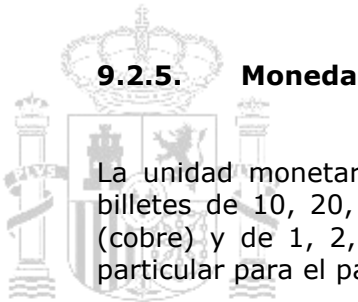 9.2.5. Moneda
La unidad monetar
billetes de 10, 20,
(cobre) y de 1, 2,
particular para el pa